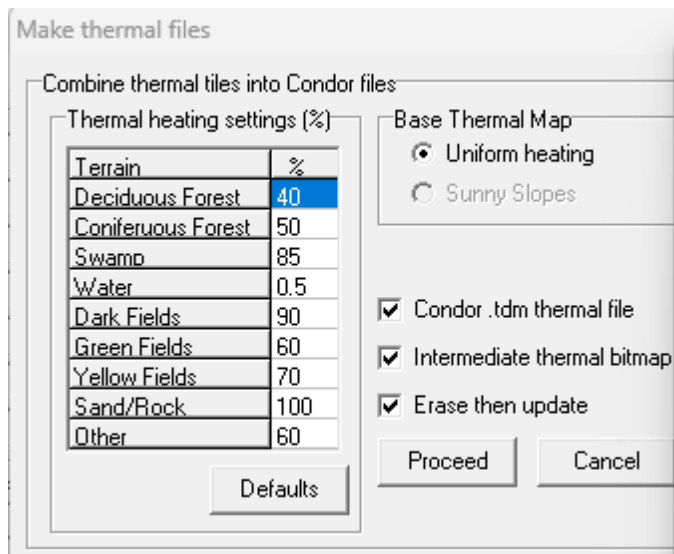 Make thermal files
Combine thermal tiles into Condor files
Thermal heating settings (%)
Terrain %
Deciduous Forest 40
Coniferuous Forest 50
Swamp 85
Water 0.5
Dark Fields 90
Green Fields 60
Yellow Fields 70
Sand/Rock 100
Other 60
Defaults
Base Thermal Map
Uniform heating
Sunny Slopes
Condor .tdm thermal file
Intermediate thermal bitmap
Erase then update
Proceed
Cancel